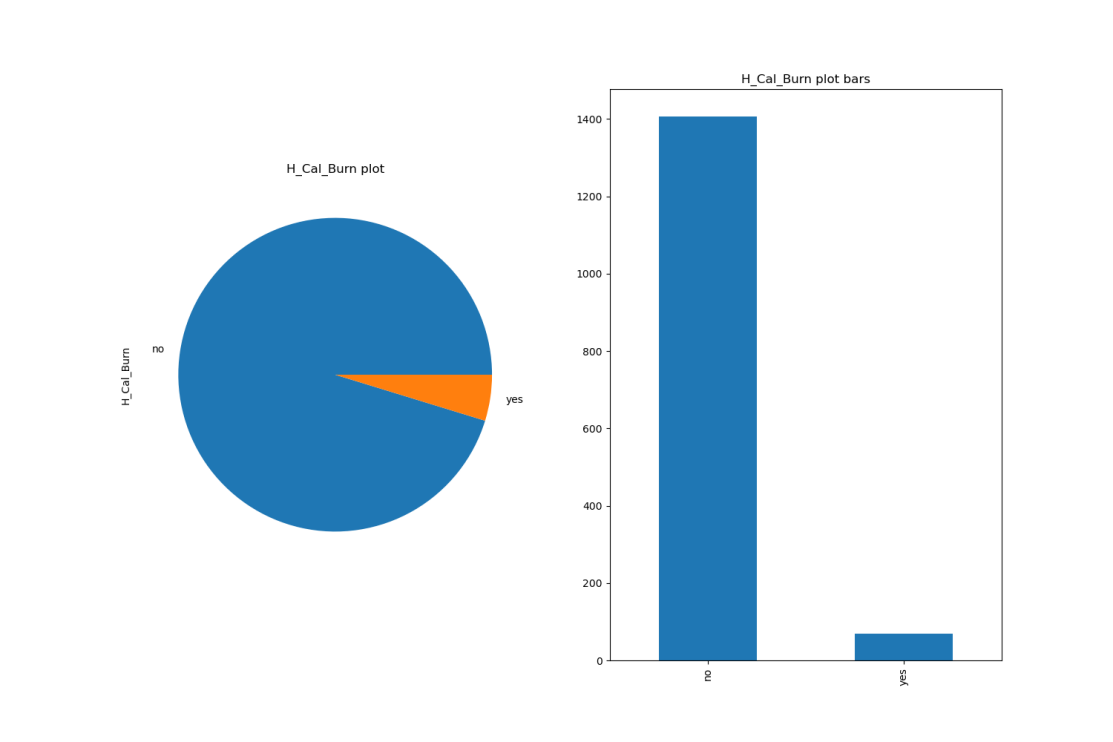 H_Cal_Burn plot
H_Cal_Burn
no
yes
H_Cal_Burn plot bars
1400
1200
1000
800
600
400
200
0
no
yes